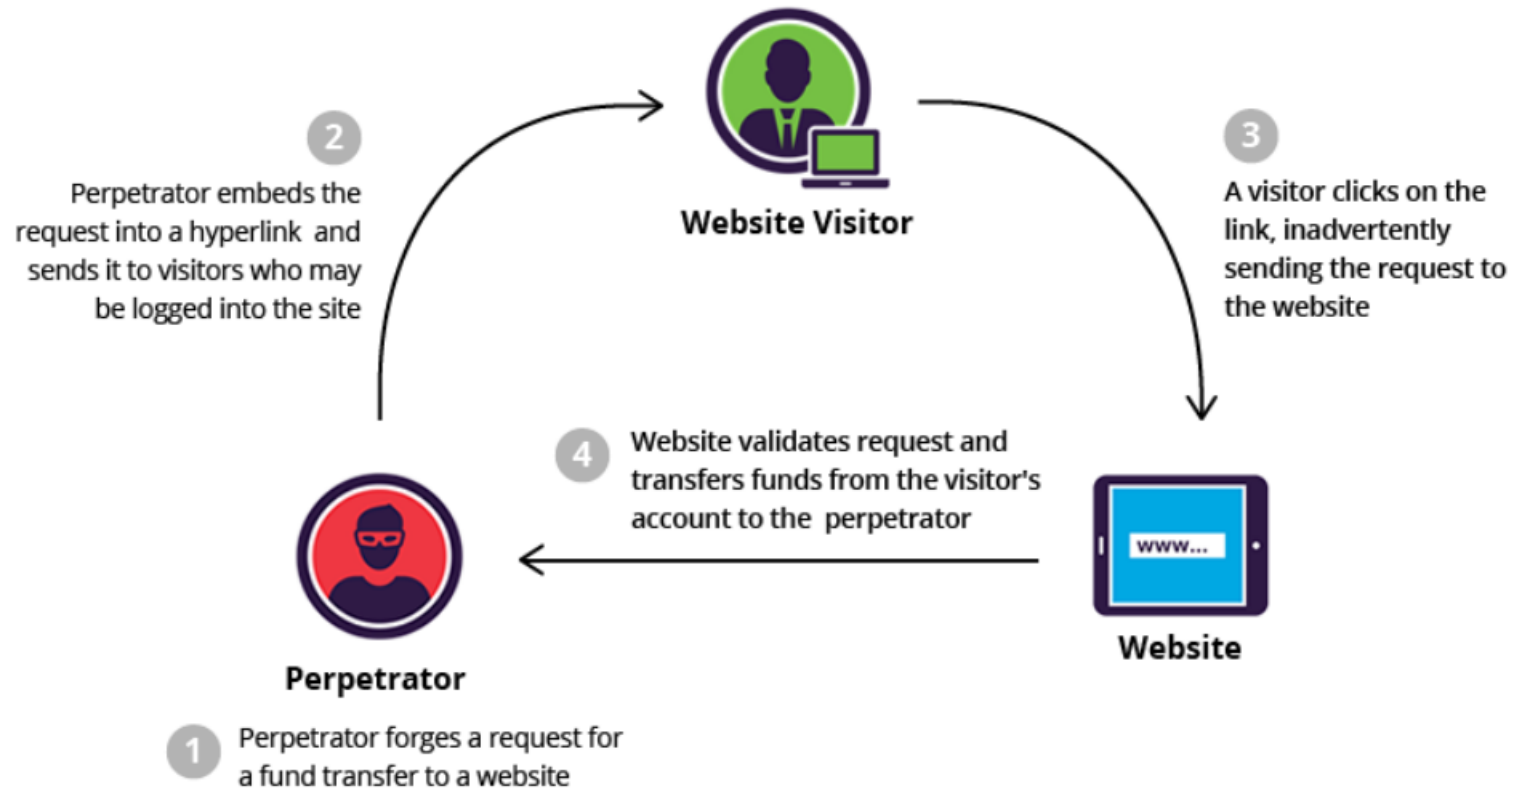 2
Perpetrator embeds the
request into a hyperlink and
sends it to visitors who may
be logged into the site
Website Visitor
3
A visitor clicks on the
link, inadvertently
sending the request to
the website
4
Website validates request and
transfers funds from the visitor's
account to the perpetrator
www...
Website
Perpetrator
1
Perpetrator forges a request for
a fund transfer to a website